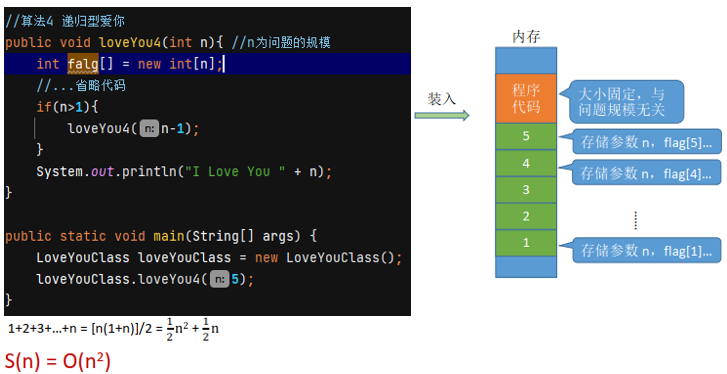 //算法4 递归型爱你
public void loveYou4(int n){ //n为问题的规模
int falg[] = new int[n];
//...省略代码
if(n>1){
loveYou4( n: n-1);
}
System.out.println("I Love You " + n);
}
public static void main(String[] args) {
LoveYouClass loveYouClass = new LoveYouClass();
loveYouClass.loveYou4( n: 5);
}
1+2+3+...+n = [n(1+n)]/2 = 1/2 n² + 1/2 n
S(n) = O(n²)
装入
内存
程序
代码
大小固定，与
问题规模无关
5
存储参数 n，flag[5]...
4
存储参数 n，flag[4]...
3
2
......
1
存储参数 n，flag[1]...